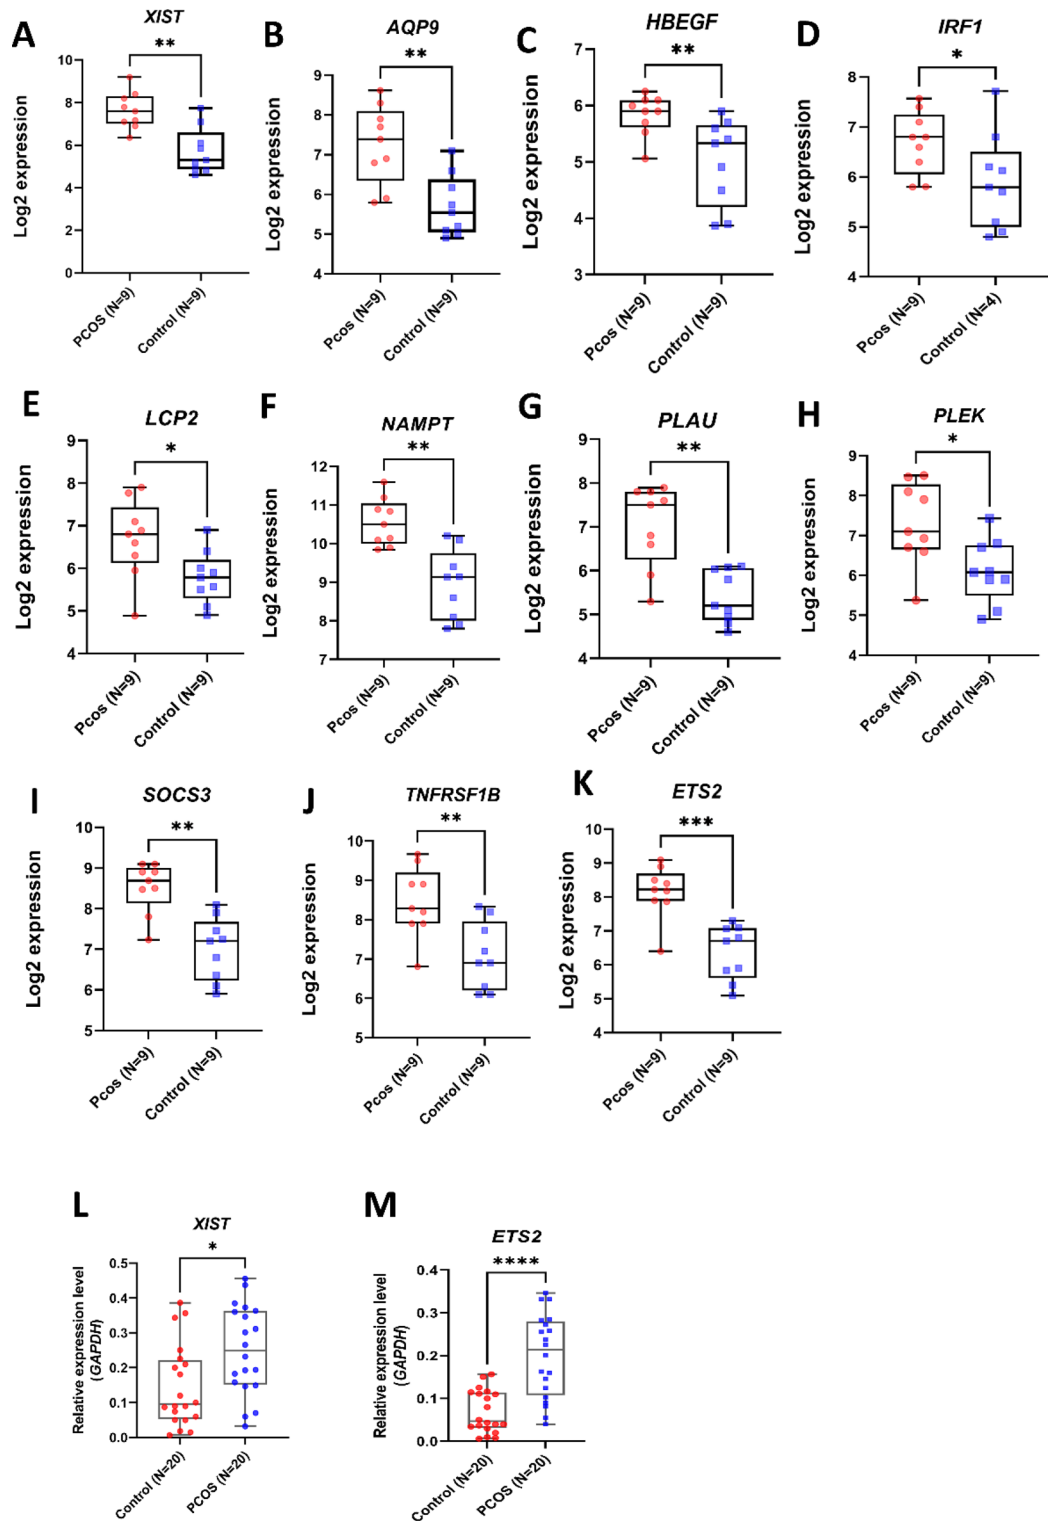 A
XIST
**
Log2 expression
10
8
6
4
2
0
PCOS (N=9)
Control (N=9)
B
AQP9
**
Log2 expression
9
8
7
6
5
4
Pcos (N=9)
Control (N=9)
C
HBEGF
**
Log2 expression
7
6
5
4
3
Pcos (N=9)
Control (N=9)
D
IRF1
*
Log2 expression
8
7
6
5
4
Pcos (N=9)
Control (N=4)
E
LCP2
*
Log2 expression
9
8
7
6
5
4
Pcos (N=9)
Control (N=9)
F
NAMPT
**
Log2 expression
12
11
10
9
8
7
Pcos (N=9)
Control (N=9)
G
PLAU
**
Log2 expression
9
8
7
6
5
4
Pcos (N=9)
Control (N=9)
H
PLEK
*
Log2 expression
9
8
7
6
5
4
Pcos (N=9)
Control (N=9)
I
SOCS3
**
Log2 expression
10
9
8
7
6
5
Pcos (N=9)
Control (N=9)
J
TNFRSF1B
**
Log2 expression
10
9
8
7
6
5
Pcos (N=9)
Control (N=9)
K
ETS2
***
Log2 expression
10
9
8
7
6
5
4
Pcos (N=9)
Control (N=9)
L
XIST
*
Relative expression level
(GAPDH)
0.5
0.4
0.3
0.2
0.1
0.0
Control (N=20)
PCOS (N=20)
M
ETS2
****
Relative expression level
(GAPDH)
0.4
0.3
0.2
0.1
0.0
Control (N=20)
PCOS (N=20)